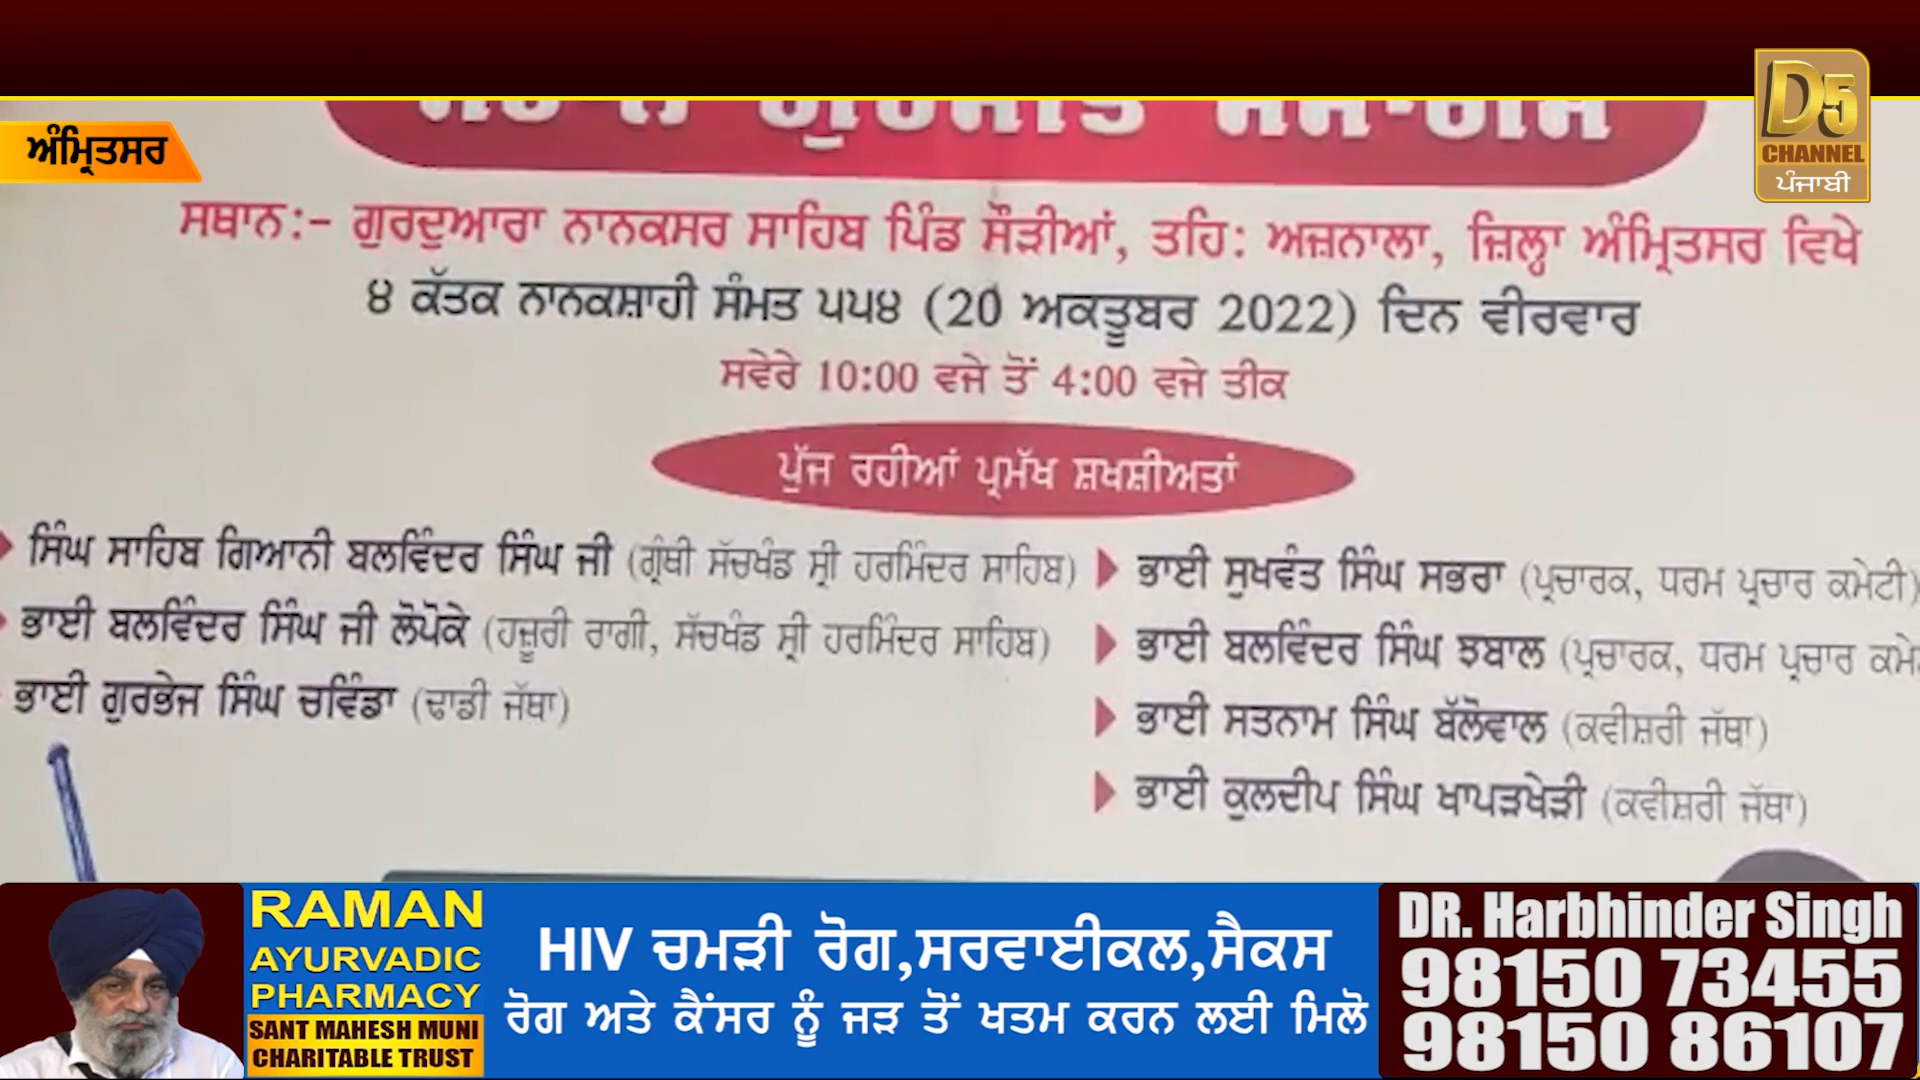 D5
CHANNEL
ਪੰਜਾਬੀ
ਅੰਮ੍ਰਿਤਸਰ
ਸਥਾਨ:- ਗੁਰਦੁਆਰਾ ਨਾਨਕਸਰ ਸਾਹਿਬ ਪਿੰਡ ਸੌੜੀਆਂ, ਤਹਿ: ਅਜ਼ਨਾਲਾ, ਜ਼ਿਲ੍ਹਾ ਅੰਮ੍ਰਿਤਸਰ ਵਿਖੇ
੪ ਕੱਤਕ ਨਾਨਕਸ਼ਾਹੀ ਸੰਮਤ ੫੫੪ (20 ਅਕਤੂਬਰ 2022) ਦਿਨ ਵੀਰਵਾਰ
ਸਵੇਰੇ 10:00 ਵਜੇ ਤੋਂ 4:00 ਵਜੇ ਤੀਕ
ਪੁੱਜ ਰਹੀਆਂ ਪ੍ਰਮੱਖ ਸ਼ਖਸ਼ੀਅਤਾਂ
ਸਿੰਘ ਸਾਹਿਬ ਗਿਆਨੀ ਬਲਵਿੰਦਰ ਸਿੰਘ ਜੀ (ਗ੍ਰੰਥੀ ਸੱਚਖੰਡ ਸ੍ਰੀ ਹਰਮਿੰਦਰ ਸਾਹਿਬ)
ਭਾਈ ਬਲਵਿੰਦਰ ਸਿੰਘ ਜੀ ਲੋਪੋਕੇ (ਹਜ਼ੂਰੀ ਰਾਗੀ, ਸੱਚਖੰਡ ਸ੍ਰੀ ਹਰਮਿੰਦਰ ਸਾਹਿਬ)
ਭਾਈ ਗੁਰਭੇਜ ਸਿੰਘ ਚਵਿੰਡਾ (ਢਾਡੀ ਜੱਥਾ)
ਭਾਈ ਸੁਖਵੰਤ ਸਿੰਘ ਸਭਰਾ (ਪ੍ਰਚਾਰਕ, ਧਰਮ ਪ੍ਰਚਾਰ ਕਮੇਟੀ)
ਭਾਈ ਬਲਵਿੰਦਰ ਸਿੰਘ ਝਬਾਲ (ਪ੍ਰਚਾਰਕ, ਧਰਮ ਪ੍ਰਚਾਰ
ਭਾਈ ਸਤਨਾਮ ਸਿੰਘ ਬੱਲੋਵਾਲ (ਕਵੀਸ਼ਰੀ ਜੱਥਾ)
ਭਾਈ ਕੁਲਦੀਪ ਸਿੰਘ ਖਾਪੜਖੇੜੀ (ਕਵੀਸ਼ਰੀ ਜੱਥਾ)
RAMAN
AYURVADIC
PHARMACY
SANT MAHESH MUNI
CHARITABLE TRUST
HIV ਚਮੜੀ ਰੋਗ,ਸਰਵਾਈਕਲ,ਸੈਕਸ
ਰੋਗ ਅਤੇ ਕੈਂਸਰ ਨੂੰ ਜੜ ਤੋਂ ਖਤਮ ਕਰਨ ਲਈ ਮਿਲੋ
DR. Harbhinder Singh
98150 73455
98150 86107